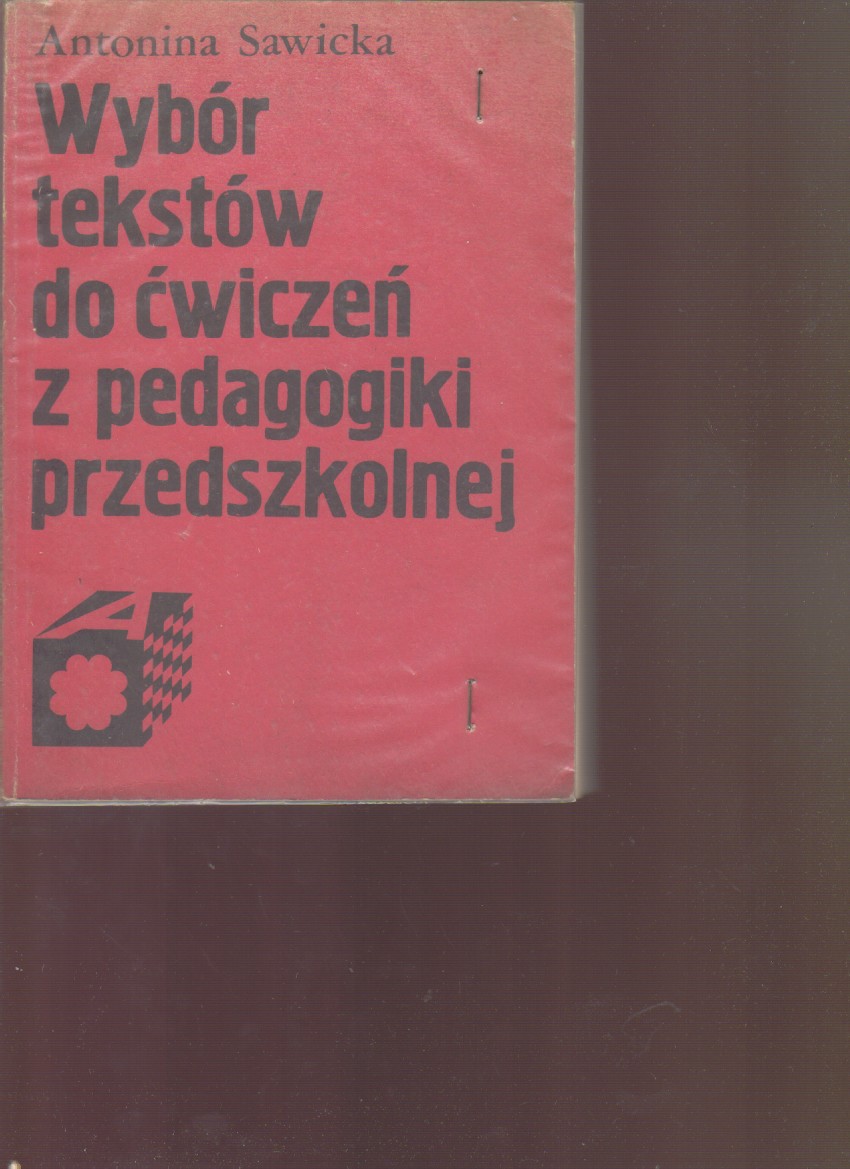 Antonina Sawicka
Wybór
tekstów
do ćwiczeń
z pedagogiki
przedszkolnej
A